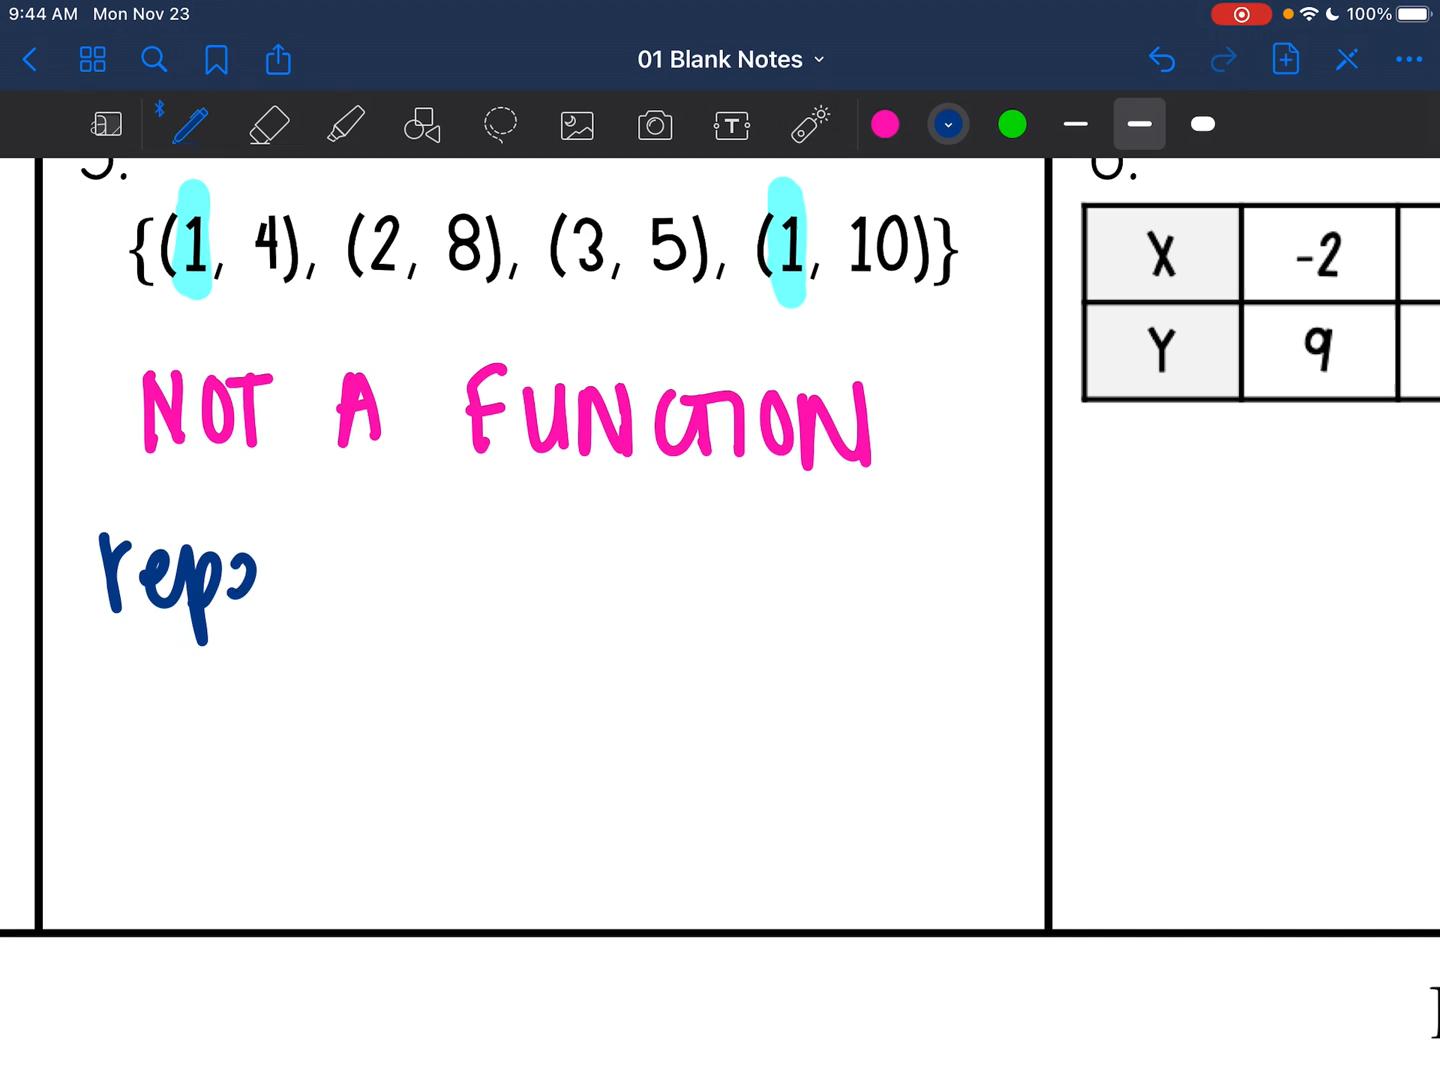 9:44 AM Mon Nov 23
100%
01 Blank Notes
{(1, 4), (2, 8), (3, 5), (1, 10)}
NOT A FUNCTION
X -2
Y 9